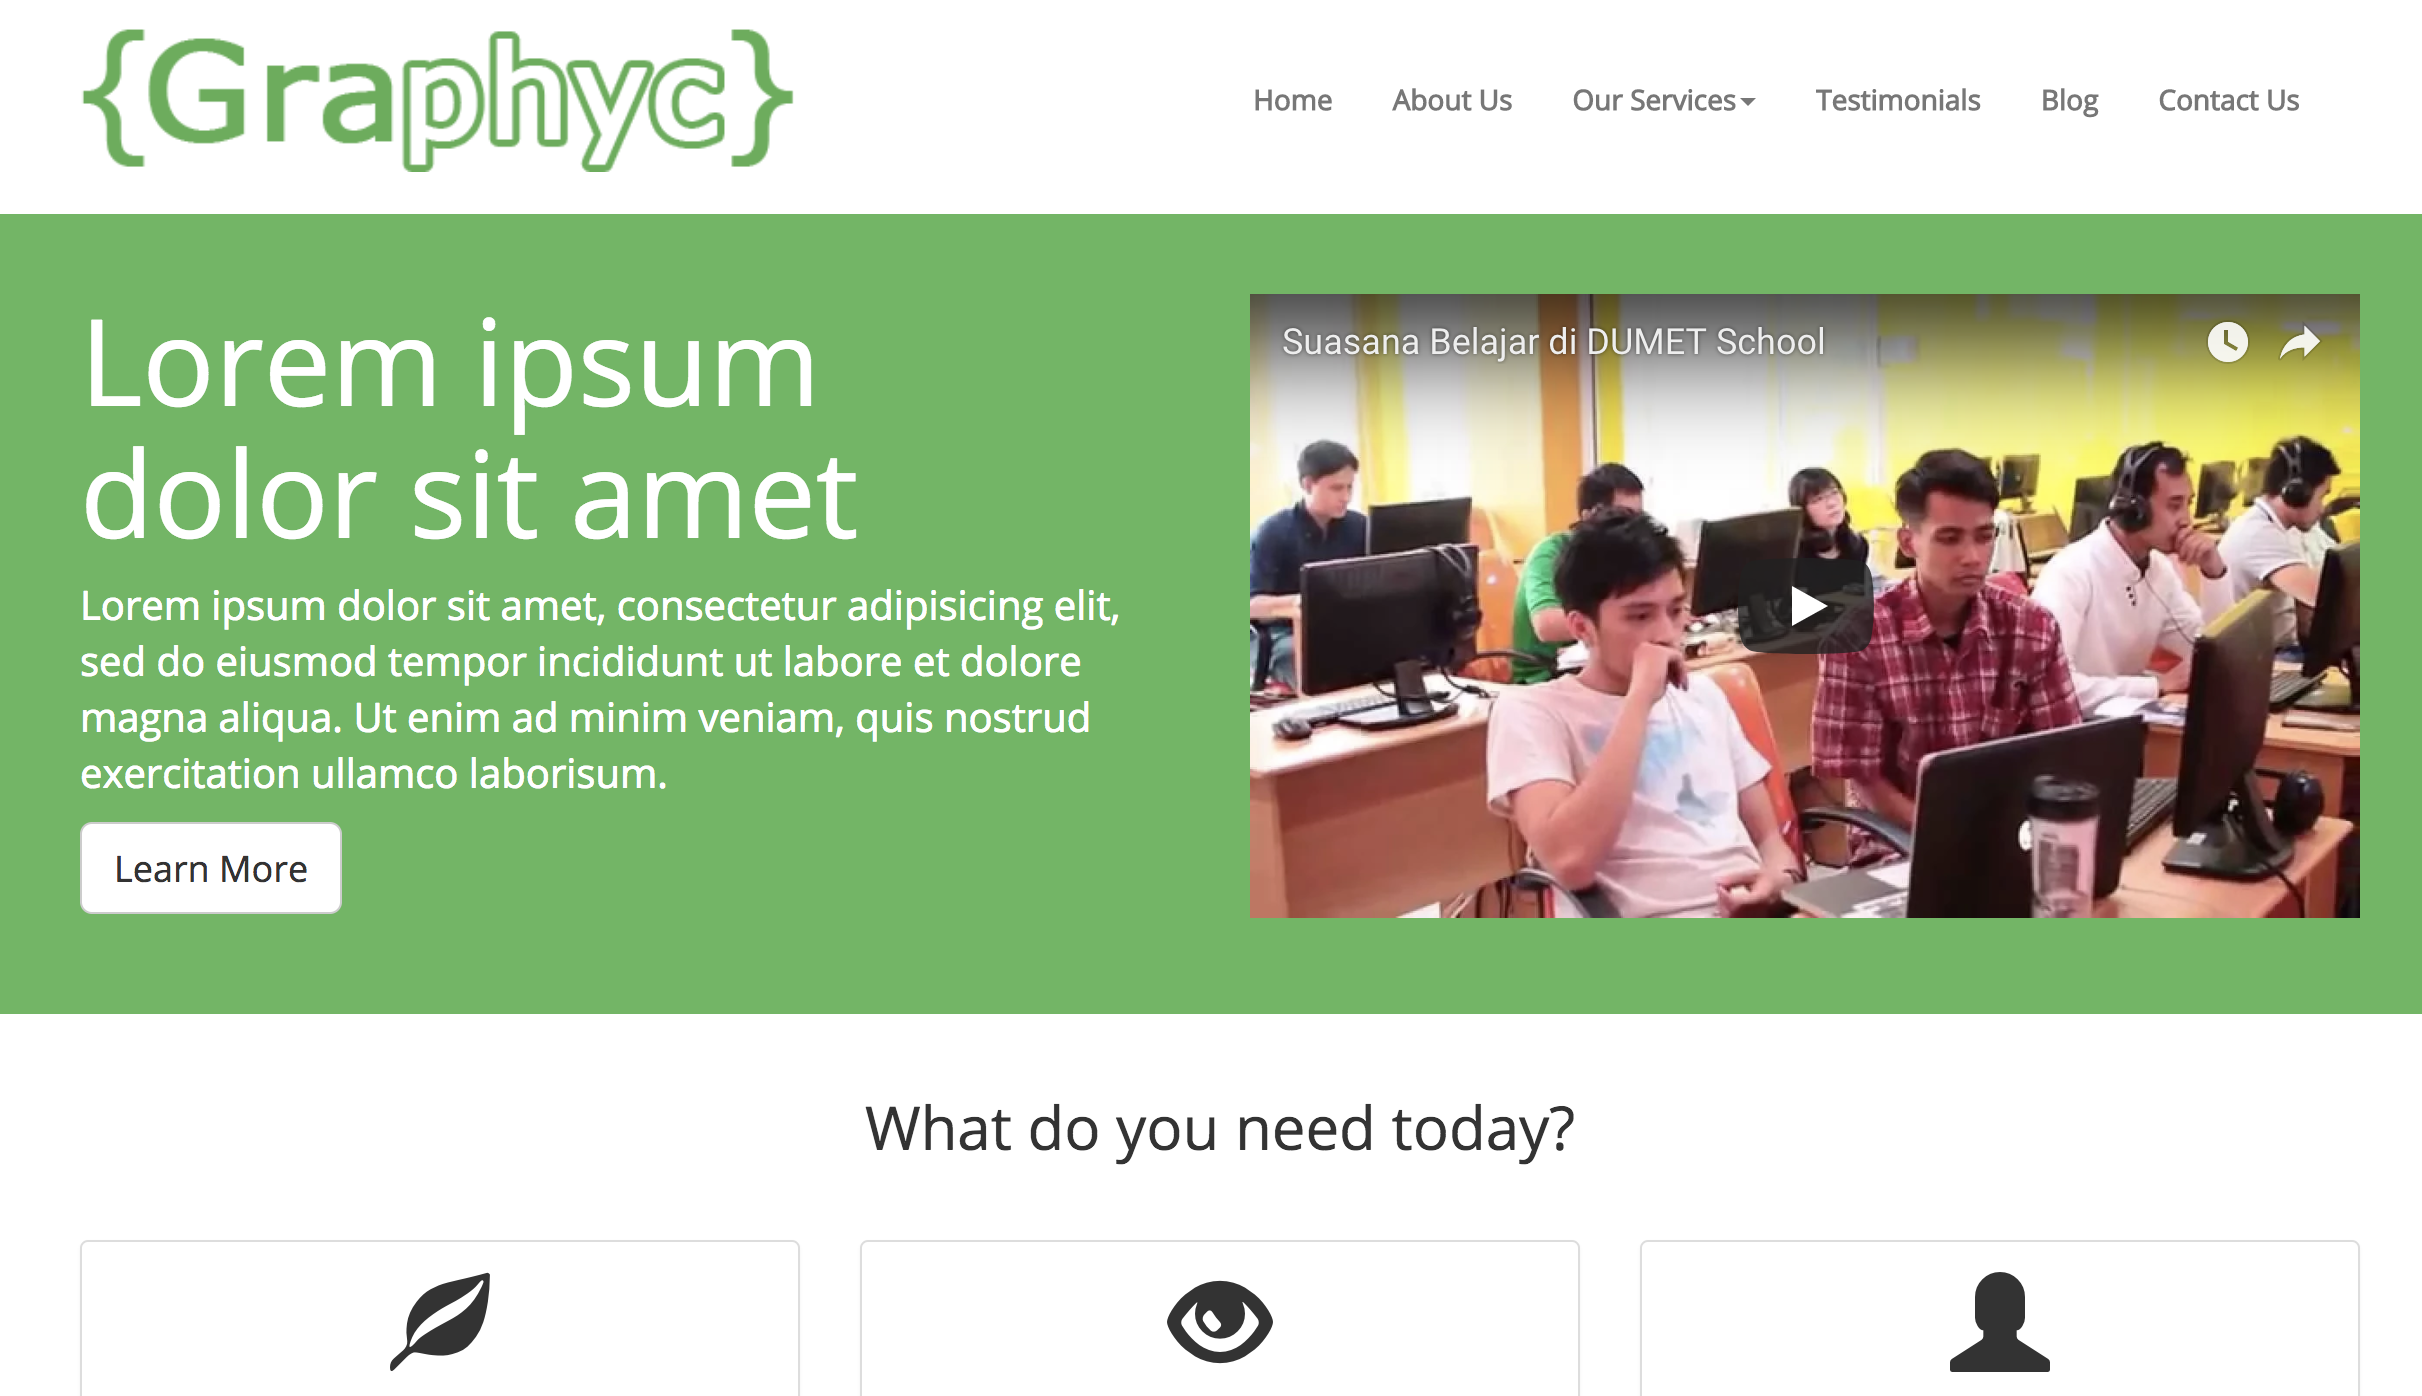 {Graphyc}
Home About Us Our Services Testimonials Blog Contact Us
Lorem ipsum
dolor sit amet
Lorem ipsum dolor sit amet, consectetur adipisicing elit,
sed do eiusmod tempor incididunt ut labore et dolore
magna aliqua. Ut enim ad minim veniam, quis nostrud
exercitation ullamco laborisum.
Learn More
Suasana Belajar di DUMET School
What do you need today?